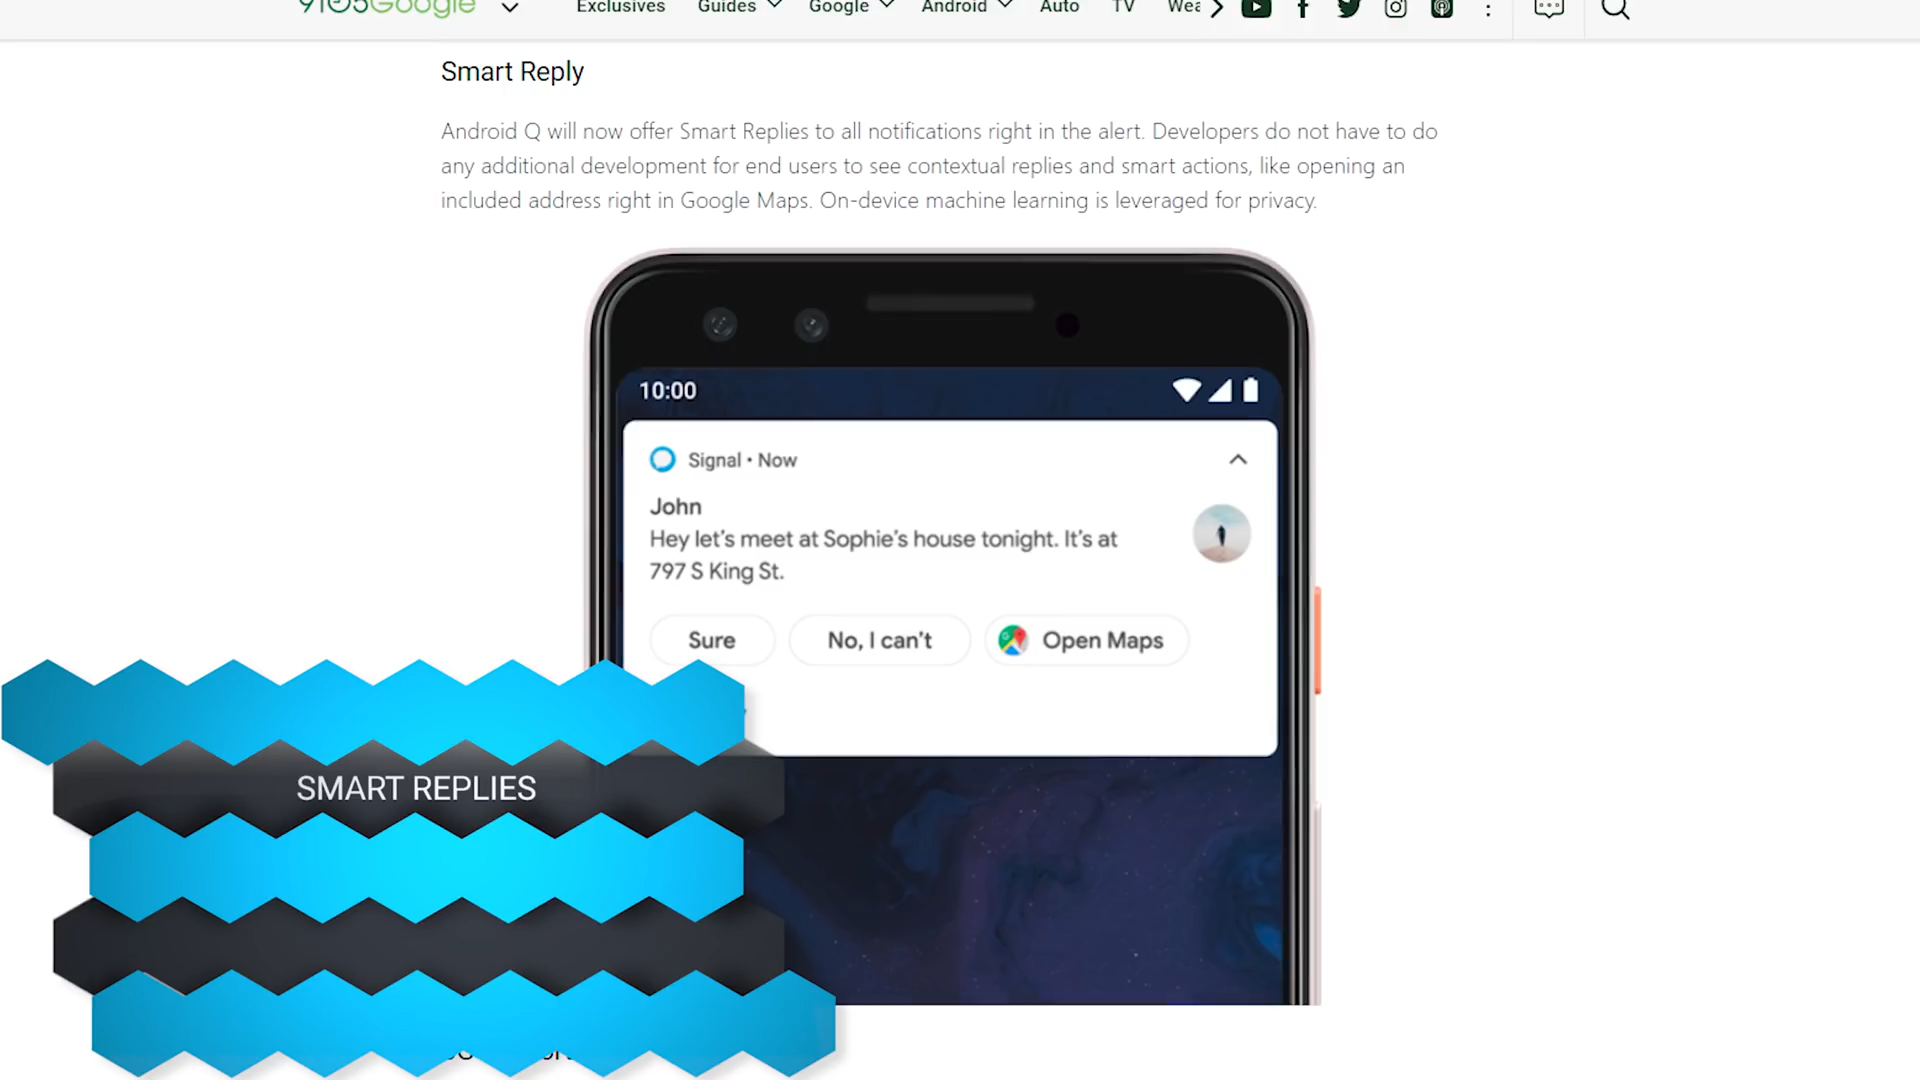 9TO5Google
Exclusives Guides Google Android Auto TV
Smart Reply
Android Q will now offer Smart Replies to all notifications right in the alert. Developers do not have to do
any additional development for end users to see contextual replies and smart actions, like opening an
included address right in Google Maps. On-device machine learning is leveraged for privacy.
10:00
Signal • Now
John
Hey let's meet at Sophie's house tonight. It's at
797 S King St.
Sure No, I can't Open Maps
SMART REPLIES